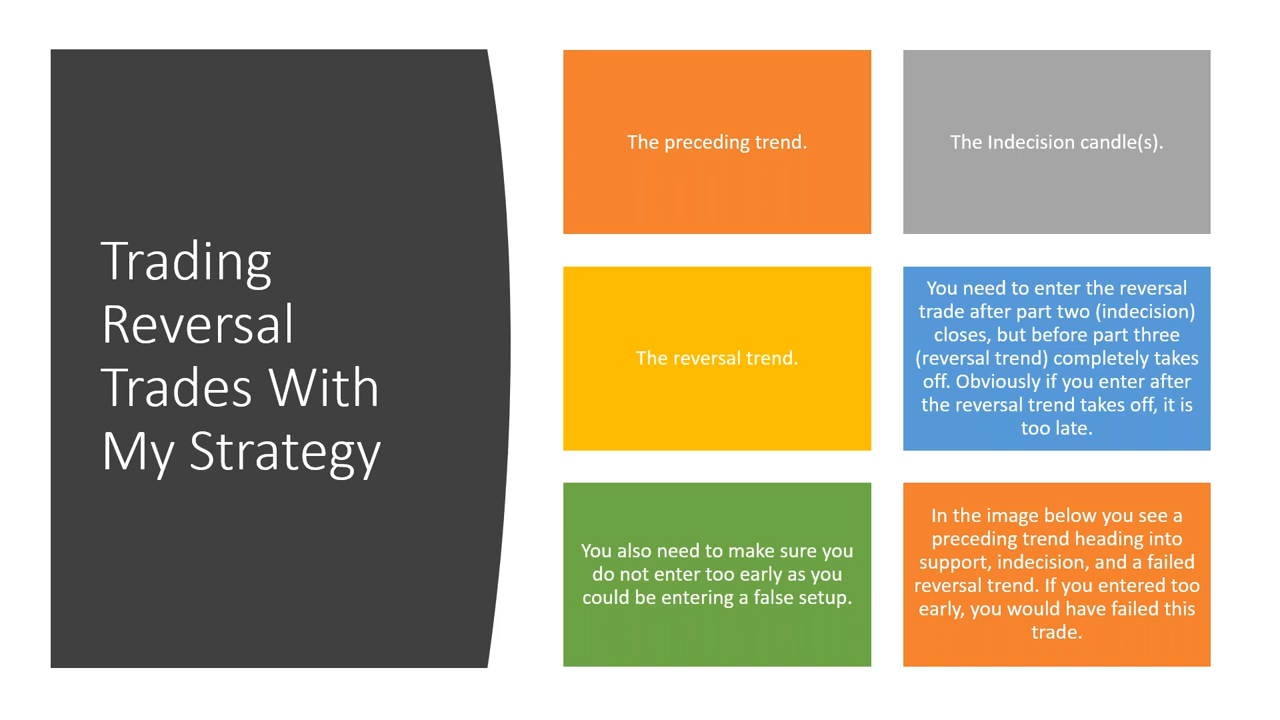 Trading
Reversal
Trades With
My Strategy
The preceding trend.
The Indecision candle(s).
The reversal trend.
You need to enter the reversal
trade after part two (indecision)
closes, but before part three
(reversal trend) completely takes
off. Obviously if you enter after
the reversal trend takes off, it is
too late.
You also need to make sure you
do not enter too early as you
could be entering a false setup.
In the image below you see a
preceding trend heading into
support, indecision, and a failed
reversal trend. If you entered too
early, you would have failed this
trade.